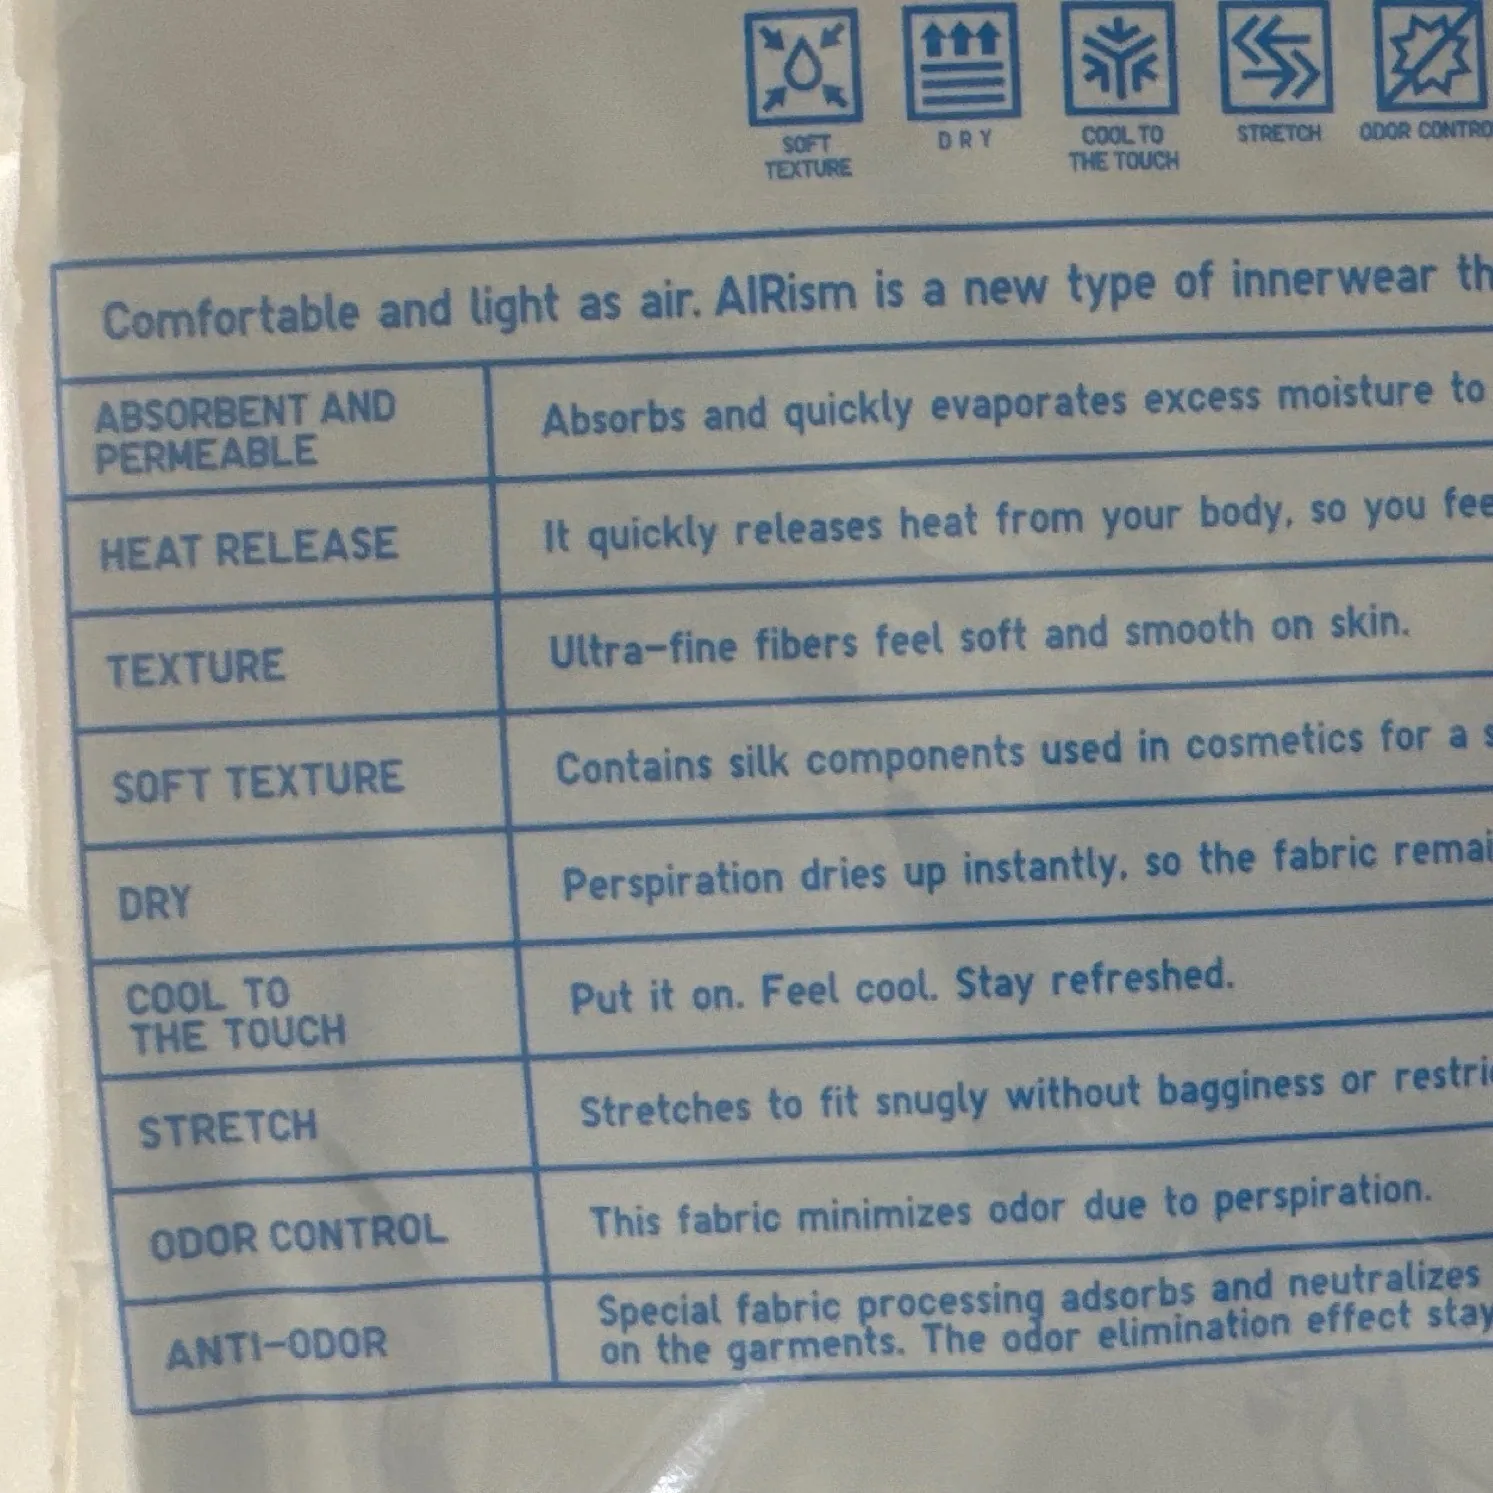 SOFT
TEXTURE
DRY
COOL TO
THE TOUCH
STRETCH
ODOR CONTRO
Comfortable and light as air. AIRism is a new type of innerwear th
ABSORBENT AND
PERMEABLE
Absorbs and quickly evaporates excess moisture to
HEAT RELEASE
It quickly releases heat from your body, so you fee
TEXTURE
Ultra-fine fibers feel soft and smooth on skin.
SOFT TEXTURE
Contains silk components used in cosmetics for a s
DRY
Perspiration dries up instantly, so the fabric remai
COOL TO
THE TOUCH
Put it on. Feel cool. Stay refreshed.
STRETCH
Stretches to fit snugly without bagginess or restri
ODOR CONTROL
This fabric minimizes odor due to perspiration.
ANTI-ODOR
Special fabric processing adsorbs and neutralizes
on the garments. The odor elimination effect stay